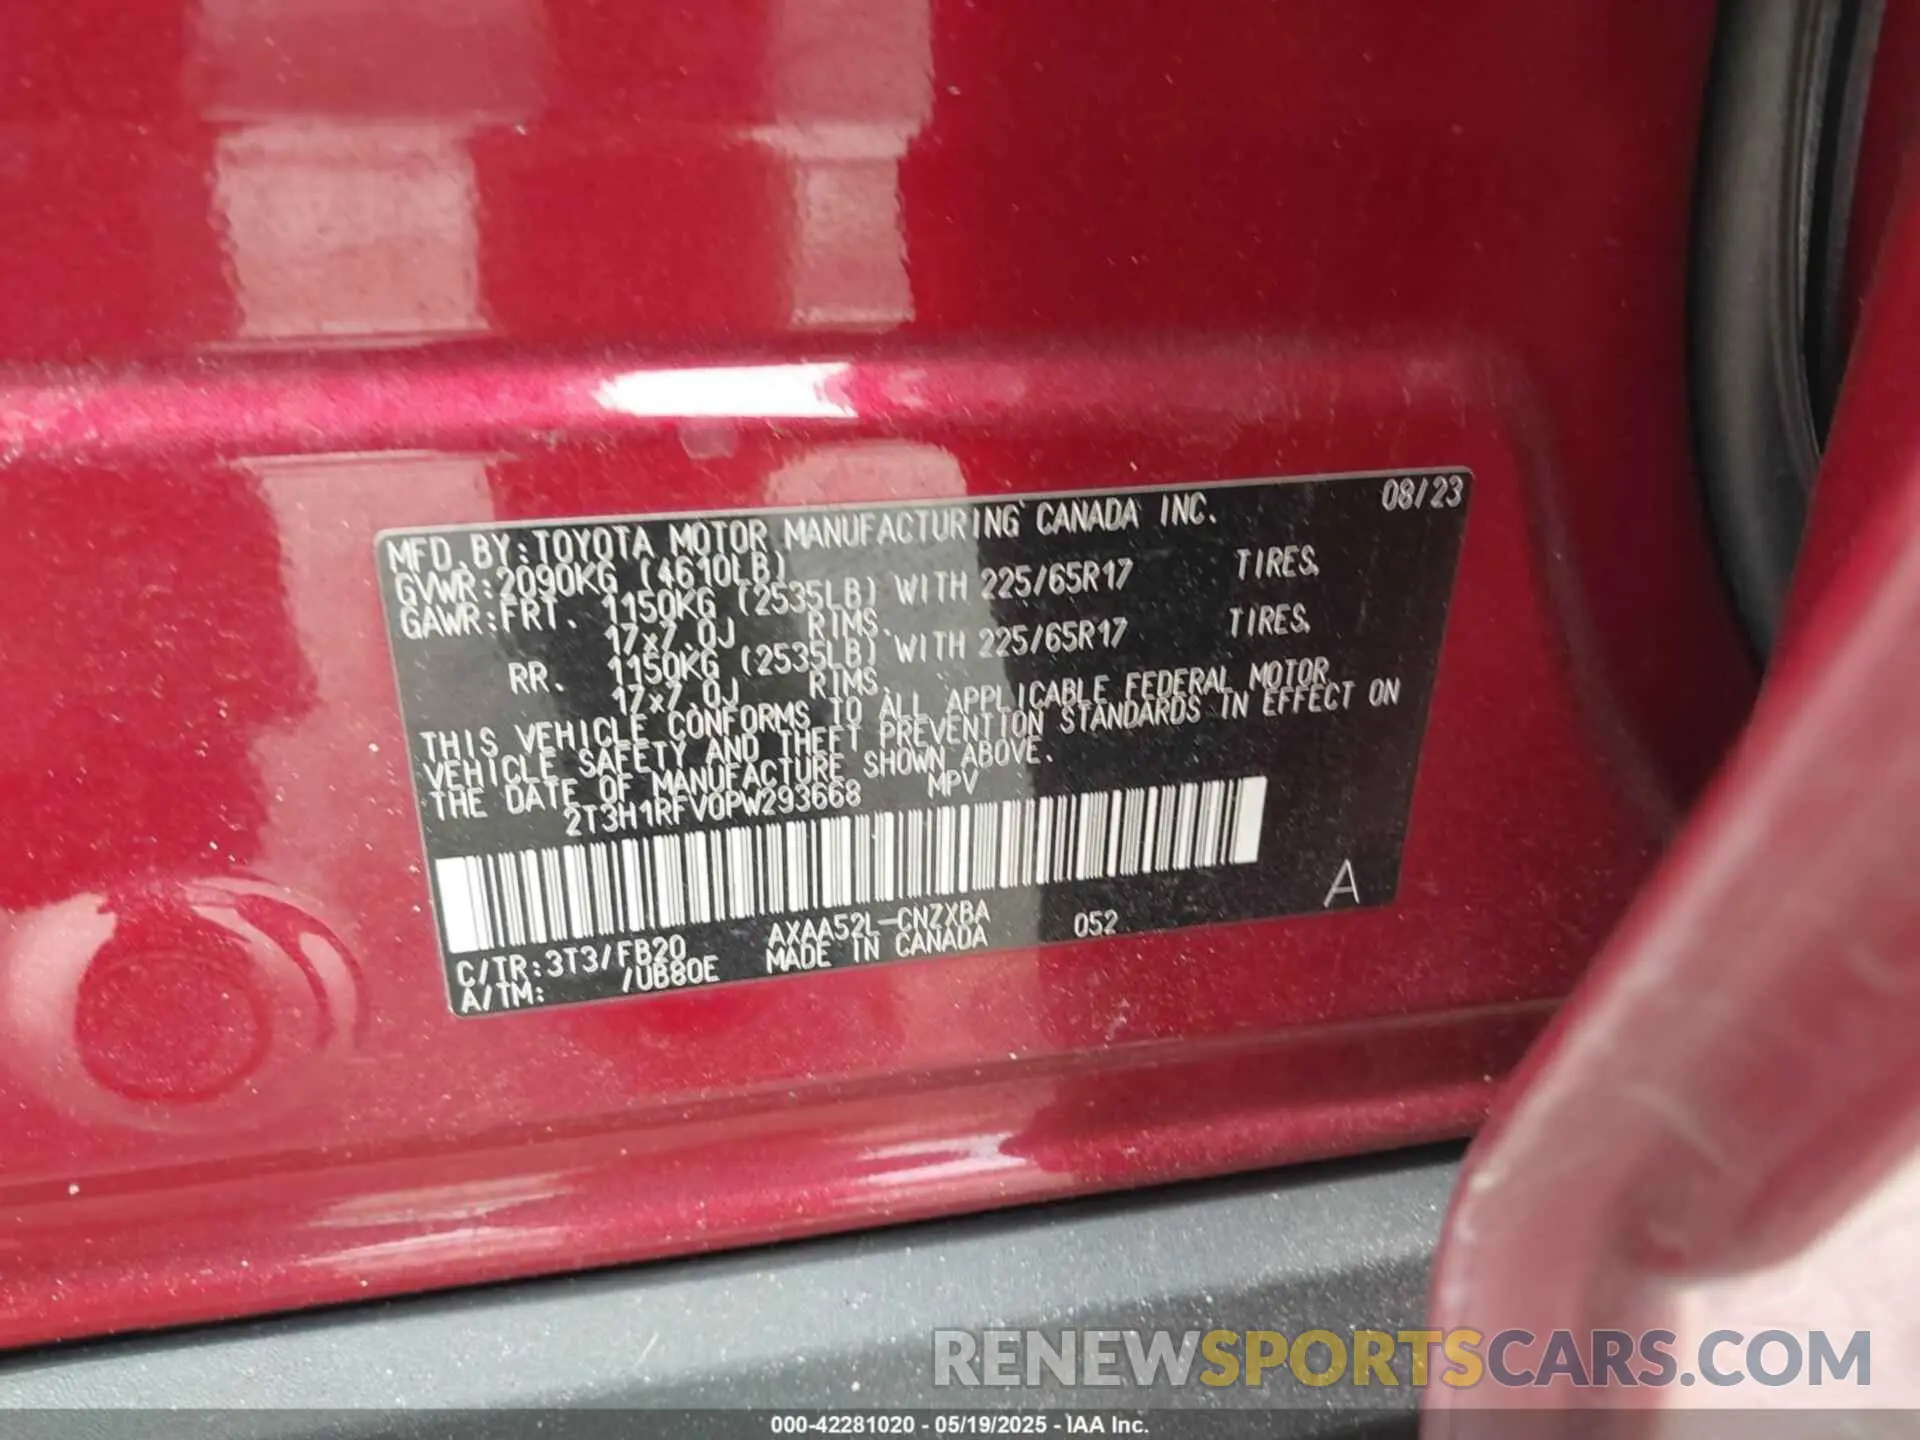 MFD. BY: TOYOTA MOTOR MANUFACTURING CANADA INC. 08/23
GVWR: 2090KG (4610LB)
GAWR: FRT. 1150KG (2535LB) WITH 225/65R17 TIRES,
17x7.0J RIMS.
RR. 1150KG (2535LB) WITH 225/65R17 TIRES,
17x7.0J RIMS.
THIS VEHICLE CONFORMS TO ALL APPLICABLE FEDERAL MOTOR
VEHICLE SAFETY AND THEFT PREVENTION STANDARDS IN EFFECT ON
THE DATE OF MANUFACTURE SHOWN ABOVE.
2T3H1RFV0PW293668 MPV
A
C/TR: 3T3/FB20 AXAA52L-CNZXBA 052
A/TM: /UB80E MADE IN CANADA
RENEWSPORTSCARS.COM
000-42281020 - 05/19/2025 - IAA Inc.